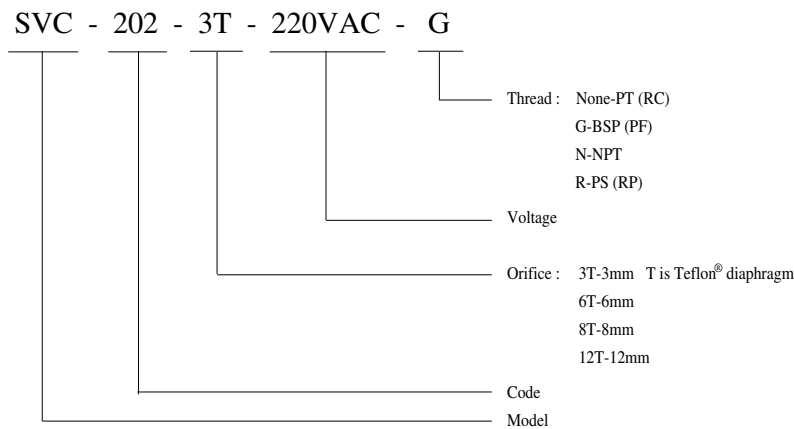 SVC - 202 - 3T - 220VAC - G
Thread : None-PT (RC)
G-BSP (PF)
N-NPT
R-PS (RP)
Voltage
Orifice : 3T-3mm T is Teflon® diaphragm
6T-6mm
8T-8mm
12T-12mm
Code
Model